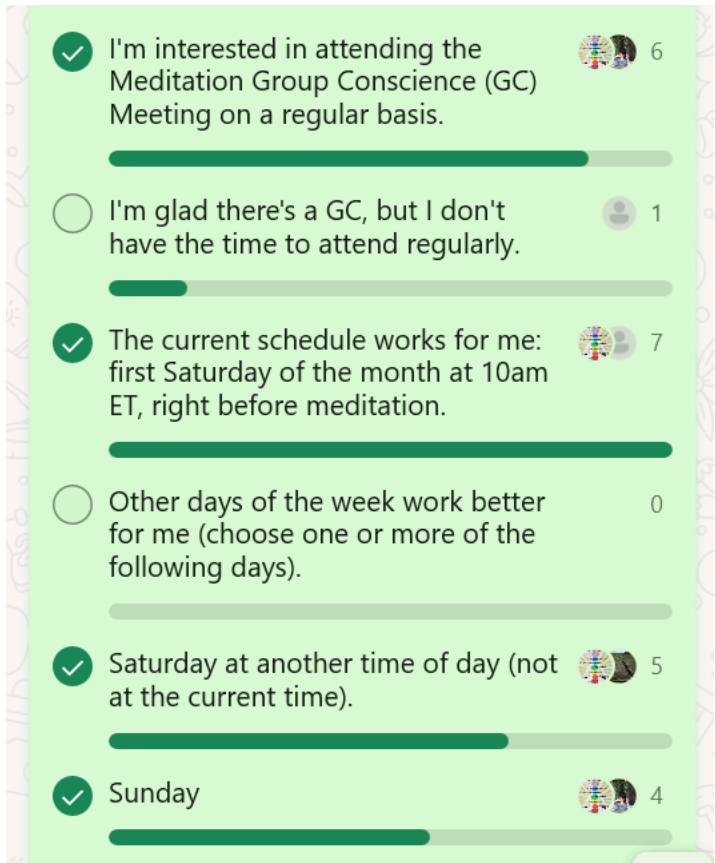 I'm interested in attending the 6
Meditation Group Conscience (GC)
Meeting on a regular basis.
I'm glad there's a GC, but I don't 1
have the time to attend regularly.
The current schedule works for me: 7
first Saturday of the month at 10am
ET, right before meditation.
Other days of the week work better 0
for me (choose one or more of the
following days).
Saturday at another time of day (not 5
at the current time).
Sunday 4